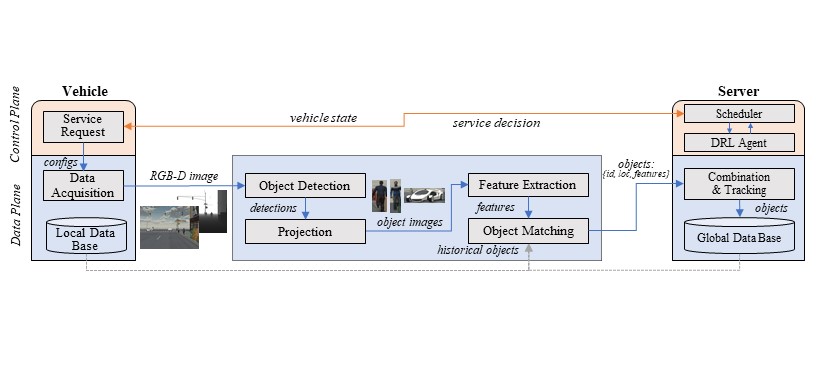 Vehicle
Server
Control Plane
Service
Request
vehicle state
service decision
Scheduler
DRL Agent
configs
Data Plane
Data
Acquisition
RGB-D image
Local Data
Base
Object Detection
detections
Projection
object images
Feature Extraction
features
Object Matching
historical objects
objects:
{id, loc, features}
Combination
& Tracking
objects
Global Data Base